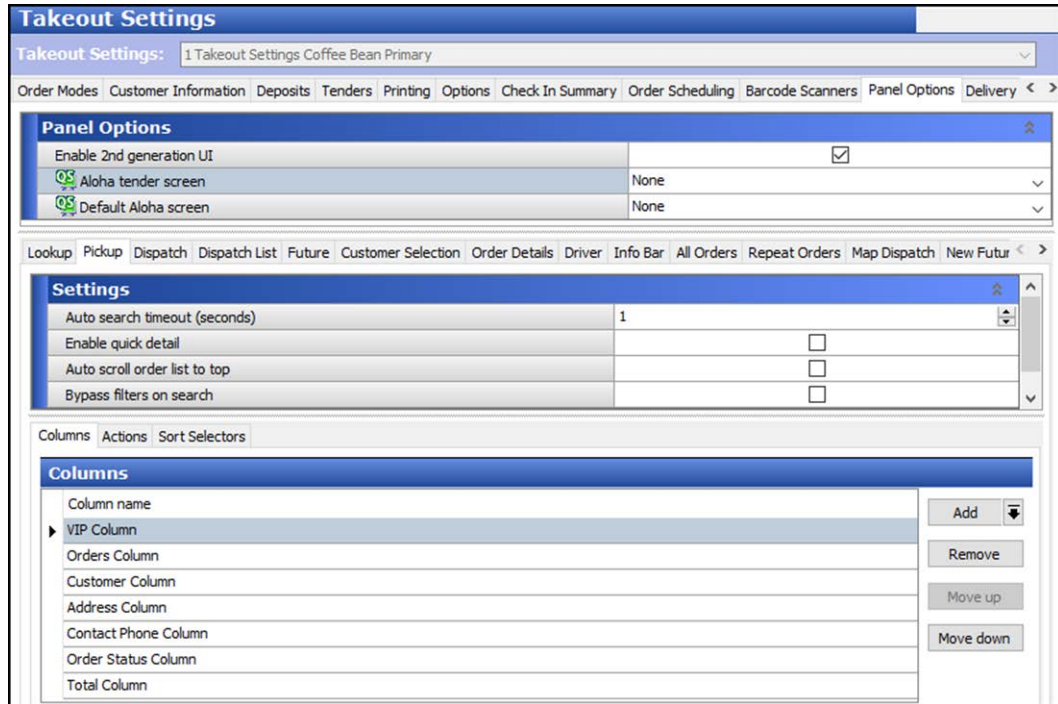 Takeout Settings
Takeout Settings: 1 Takeout Settings Coffee Bean Primary
Order Modes Customer Information Deposits Tenders Printing Options Check In Summary Order Scheduling Barcode Scanners Panel Options Delivery
Panel Options
Enable 2nd generation UI
QS Aloha tender screen None
QS Default Aloha screen None
Lookup Pickup Dispatch Dispatch List Future Customer Selection Order Details Driver Info Bar All Orders Repeat Orders Map Dispatch New Futur
Settings
Auto search timeout (seconds) 1
Enable quick detail
Auto scroll order list to top
Bypass filters on search
Columns Actions Sort Selectors
Columns
Column name
Add
VIP Column
Orders Column
Remove
Customer Column
Address Column
Move up
Contact Phone Column
Move down
Order Status Column
Total Column